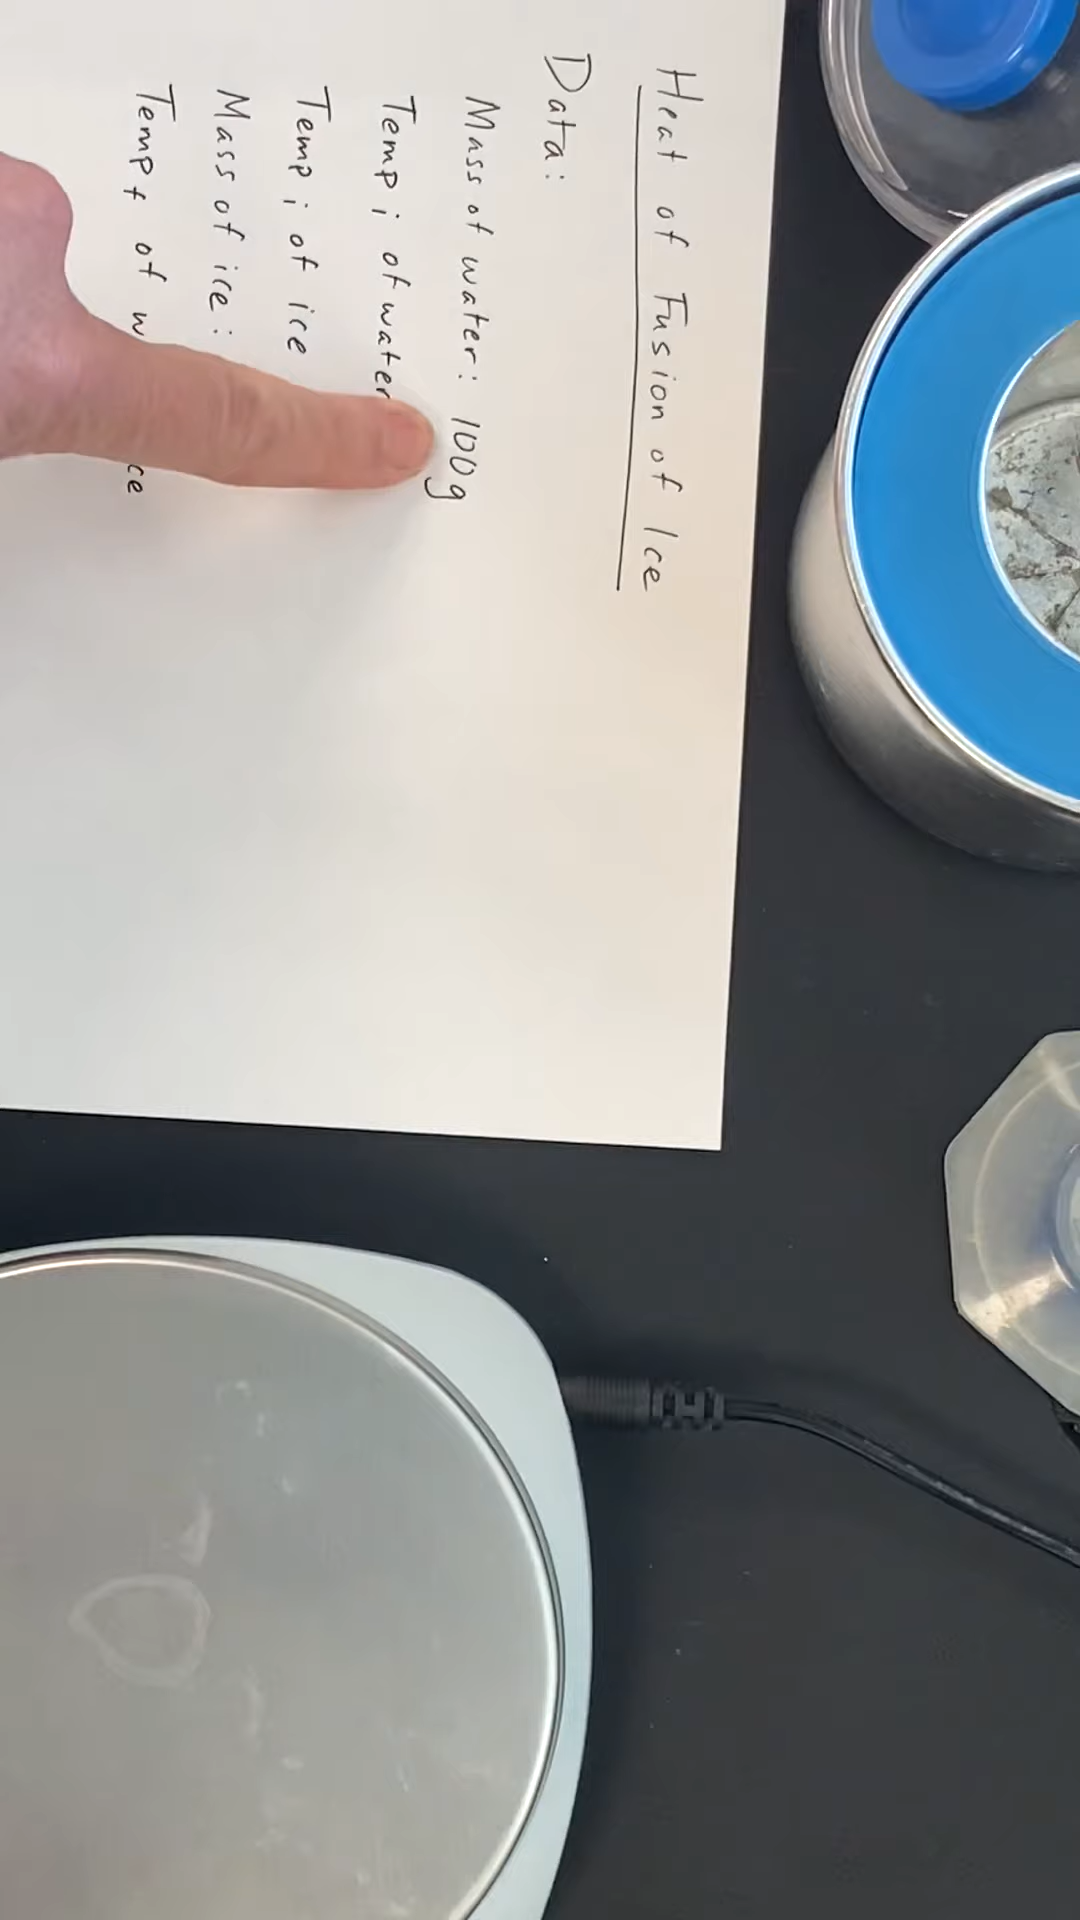 Heat of Fusion of Ice
Data:
Mass of water: 100g
Temp i of water
Temp i of ice
Mass of ice:
Temp f of ce